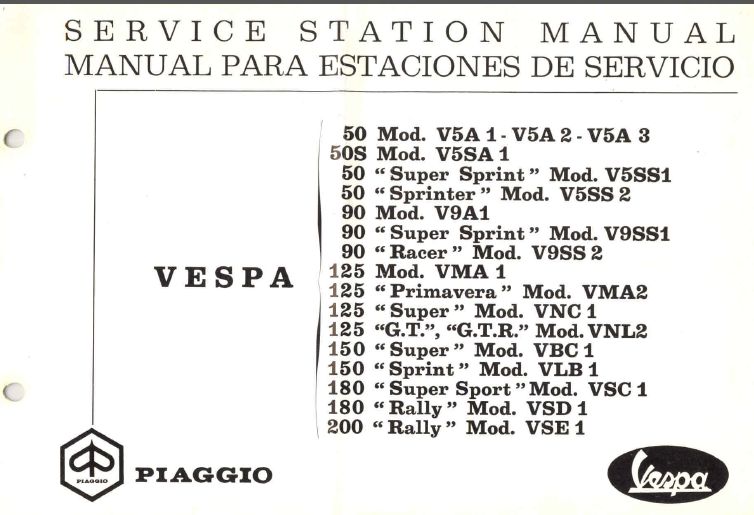 SERVICE STATION MANUAL
MANUAL PARA ESTACIONES DE SERVICIO
VESPA
50 Mod. V5A 1 - V5A 2 - V5A 3
50S Mod. V5SA 1
50 “Super Sprint” Mod. V5SS1
50 “Sprinter” Mod. V5SS 2
90 Mod. V9A1
90 “Super Sprint” Mod. V9SS1
90 “Racer” Mod. V9SS 2
125 Mod. VMA 1
125 “Primavera” Mod. VMA2
125 “Super” Mod. VNC 1
125 “G.T.”, “G.T.R.” Mod. VNL2
150 “Super” Mod. VBC 1
150 “Sprint” Mod. VLB 1
180 “Super Sport” Mod. VSC 1
180 “Rally” Mod. VSD 1
200 “Rally” Mod. VSE 1
PIAGGIO
PIAGGIO
Vespa